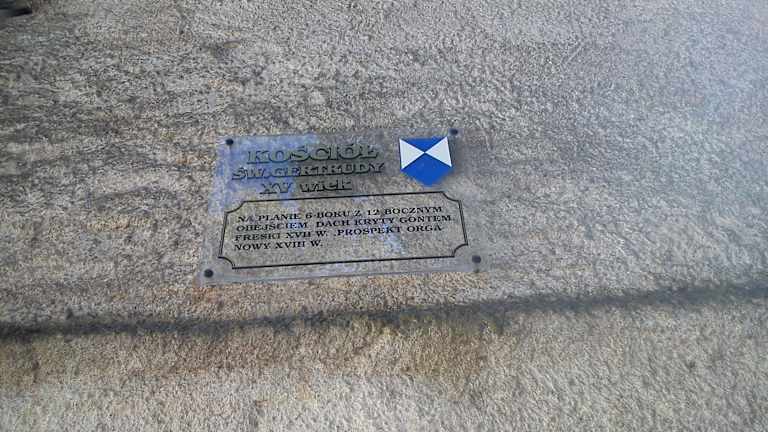 KOŚCIÓŁ
ŚW.GERTRUDY
XV wiek
NA PLANIE 6-BOKU Z 12 BOCZNYM
OBEJŚCIEM. DACH KRYTY GONTEM.
FRESKI XVII W. .PROSPEKT ORGA
NOWY XVIII W.